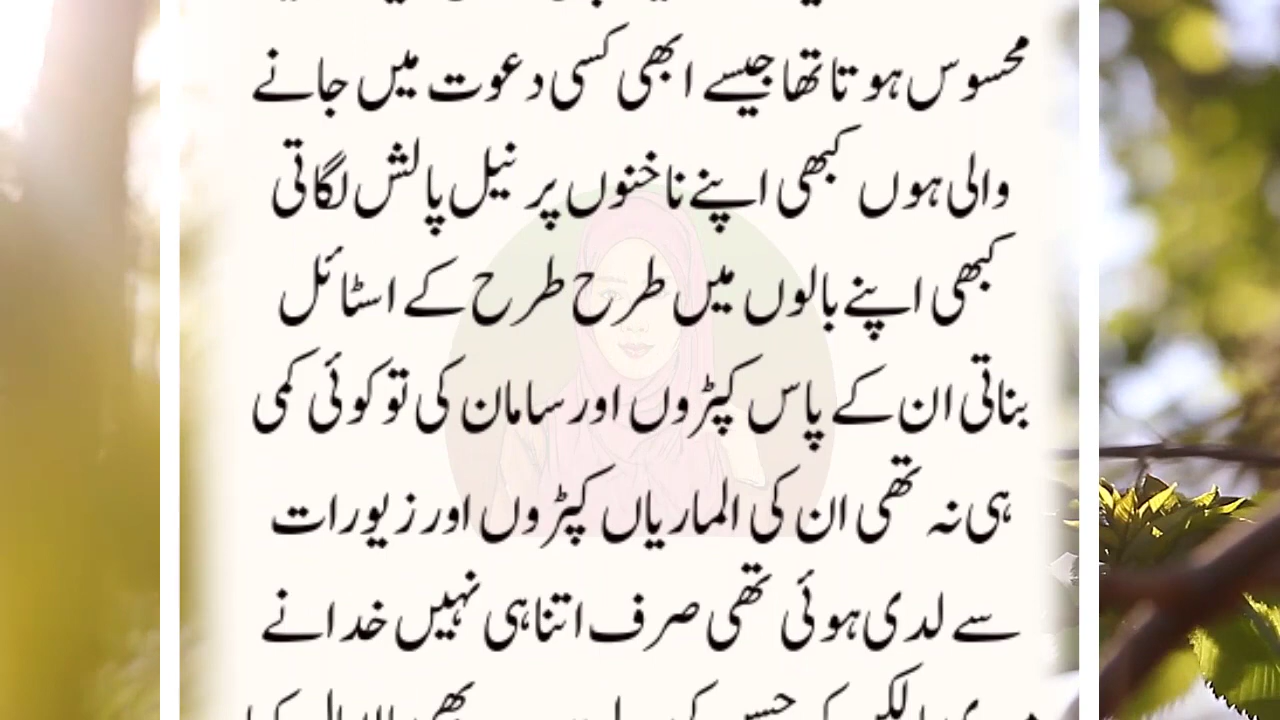 محسوس ہوتا تھا جیسے ابھی کسی دعوت میں جانے
والی ہوں کبھی اپنے ناخنوں پر نیل پالش لگاتی
کبھی اپنے بالوں میں طرح طرح کے اسٹائل
بناتی ان کے پاس کپڑوں اور سامان کی تو کوئی کمی
ہی نہ تھی ان کی الماریاں کپڑوں اور زیورات
سے لدی ہوئی تھی صرف اتنا ہی نہیں خدا نے